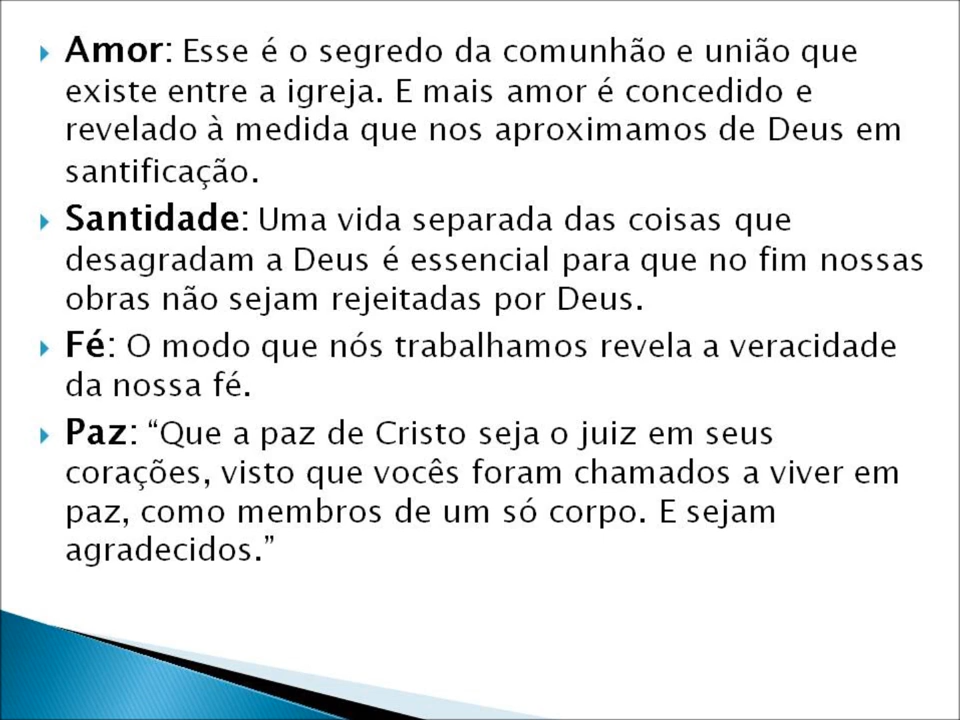 Amor: Esse é o segredo da comunhão e união que
existe entre a igreja. E mais amor é concedido e
revelado à medida que nos aproximamos de Deus em
santificação.
Santidade: Uma vida separada das coisas que
desagradam a Deus é essencial para que no fim nossas
obras não sejam rejeitadas por Deus.
Fé: O modo que nós trabalhamos revela a veracidade
da nossa fé.
Paz: “Que a paz de Cristo seja o juiz em seus
corações, visto que vocês foram chamados a viver em
paz, como membros de um só corpo. E sejam
agradecidos.”